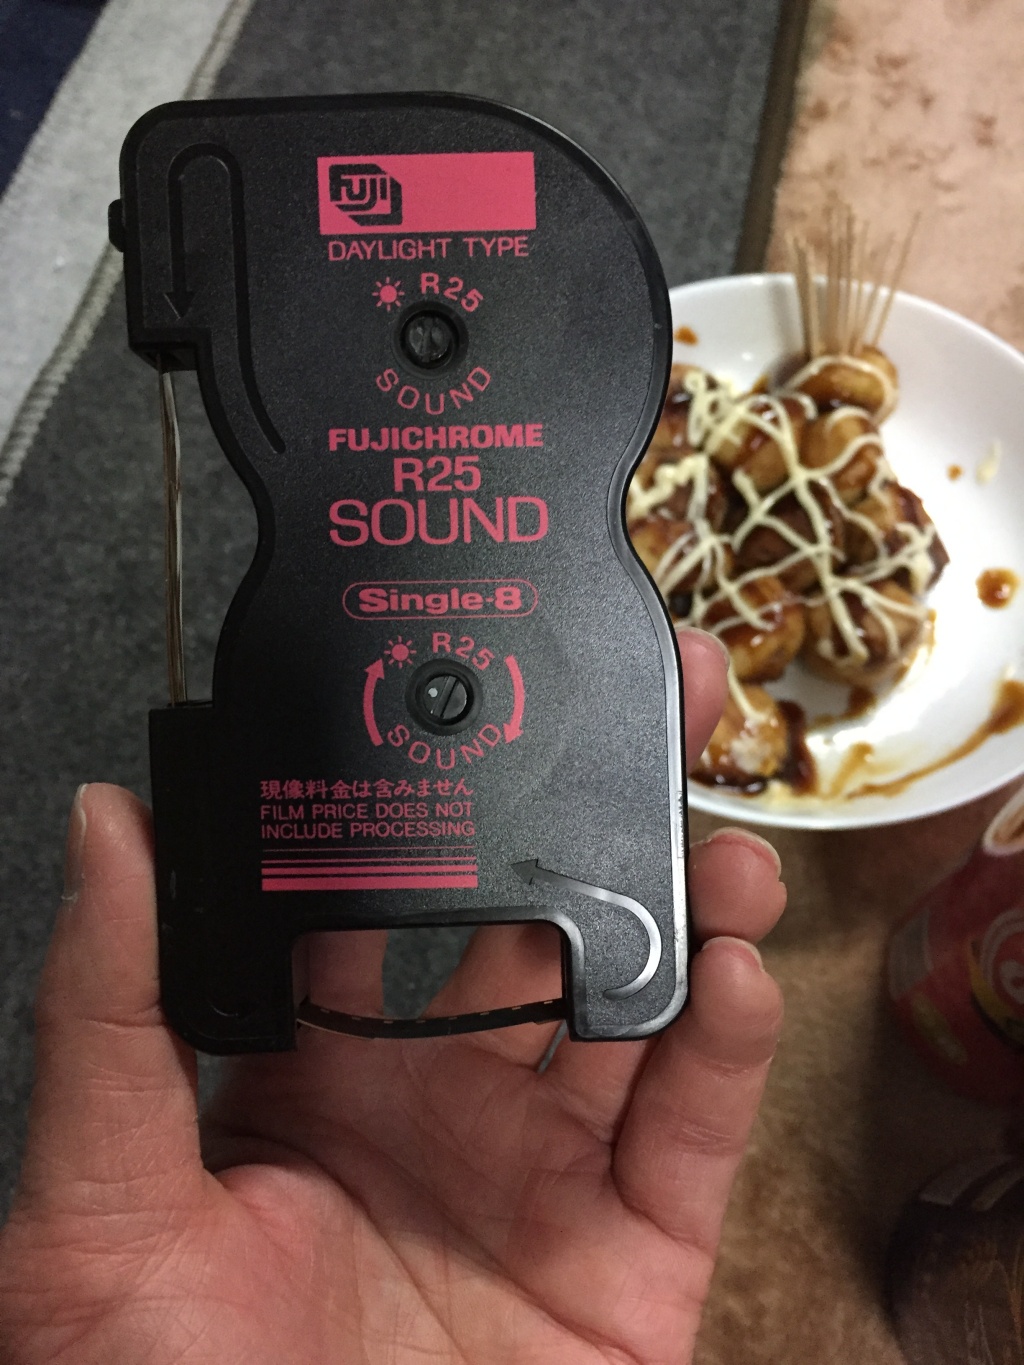 FUJI
DAYLIGHT TYPE
R25
SOUND
FUJICHROME
R25
SOUND
Single-8
R25
SOUND
現像料金は含みません
FILM PRICE DOES NOT
INCLUDE PROCESSING